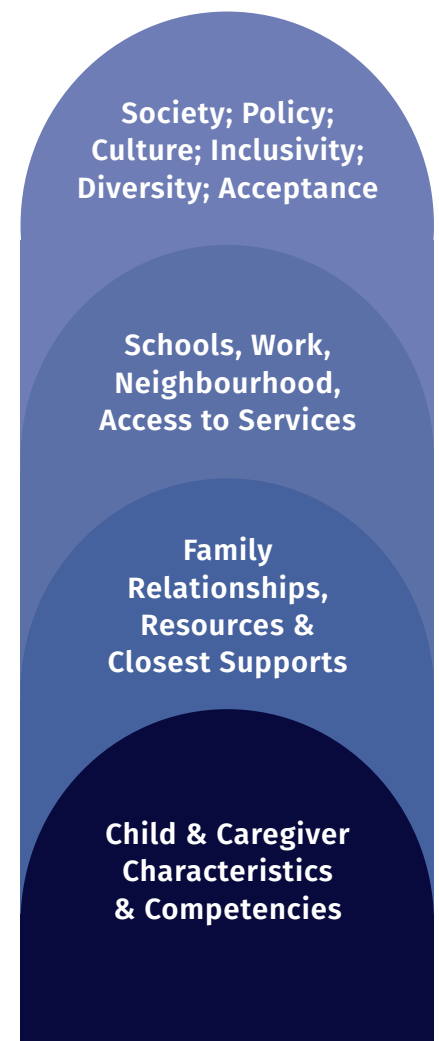 Society; Policy;
Culture; Inclusivity;
Diversity; Acceptance
Schools, Work,
Neighbourhood,
Access to Services
Family
Relationships,
Resources &
Closest Supports
Child & Caregiver
Characteristics
& Competencies